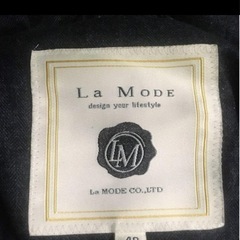 LA MODE
design your lifestyle
LM
La MODE CO.,LTD